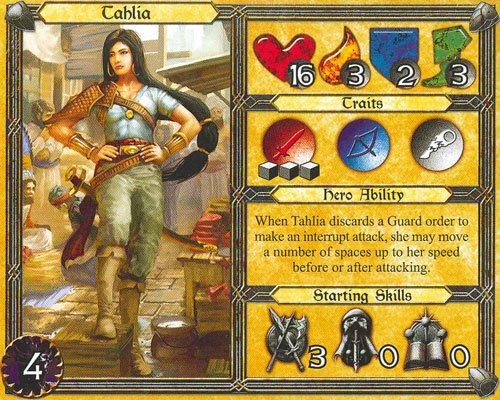 Tahlia
16 3 2 3
Traits
Hero Ability
When Tahlia discards a Guard order to
make an interrupt attack, she may move
a number of spaces up to her speed
before or after attacking.
Starting Skills
3 0 0
4